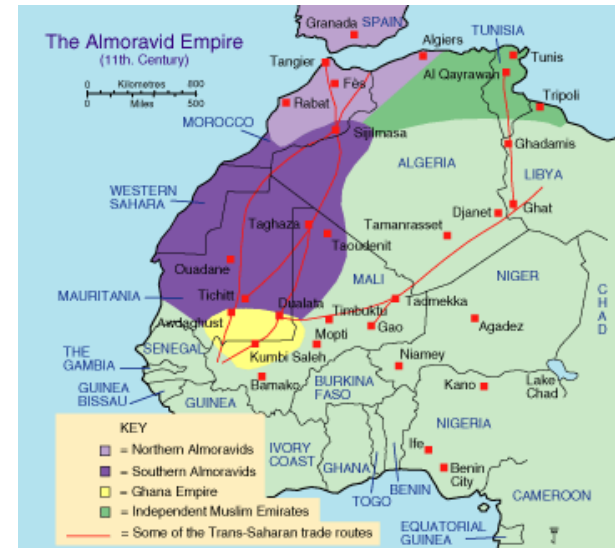 The Almoravid Empire
(11th. Century)
0 Kilometres 800
0 Miles 500
Granada
SPAIN
Tangier
Algiers
TUNISIA
Tunis
Fès
Al Qayrawan
Rabat
Tripoli
MOROCCO
Sijilmasa
Ghadamis
ALGERIA
LIBYA
WESTERN
SAHARA
Djanet
Ghat
Taghaza
Tamanrasset
Taoudenit
Ouadane
MALI
NIGER
CHAD
MAURITANIA
Tichitt
Oualata
Timbuktu
Tadmekka
Awdaghust
Gao
Agadez
SENEGAL
Mopti
THE
GAMBIA
Kumbi Saleh
Niamey
GUINEA
BISSAU
Bamako
BURKINA
FASO
Kano
Lake
Chad
GUINEA
NIGERIA
KEY
= Northern Almoravids
= Southern Almoravids
= Ghana Empire
= Independent Muslim Emirates
= Some of the Trans-Saharan trade routes
IVORY
COAST
GHANA
TOGO
BENIN
Ife
Benin
City
CAMEROON
EQUATORIAL
GUINEA